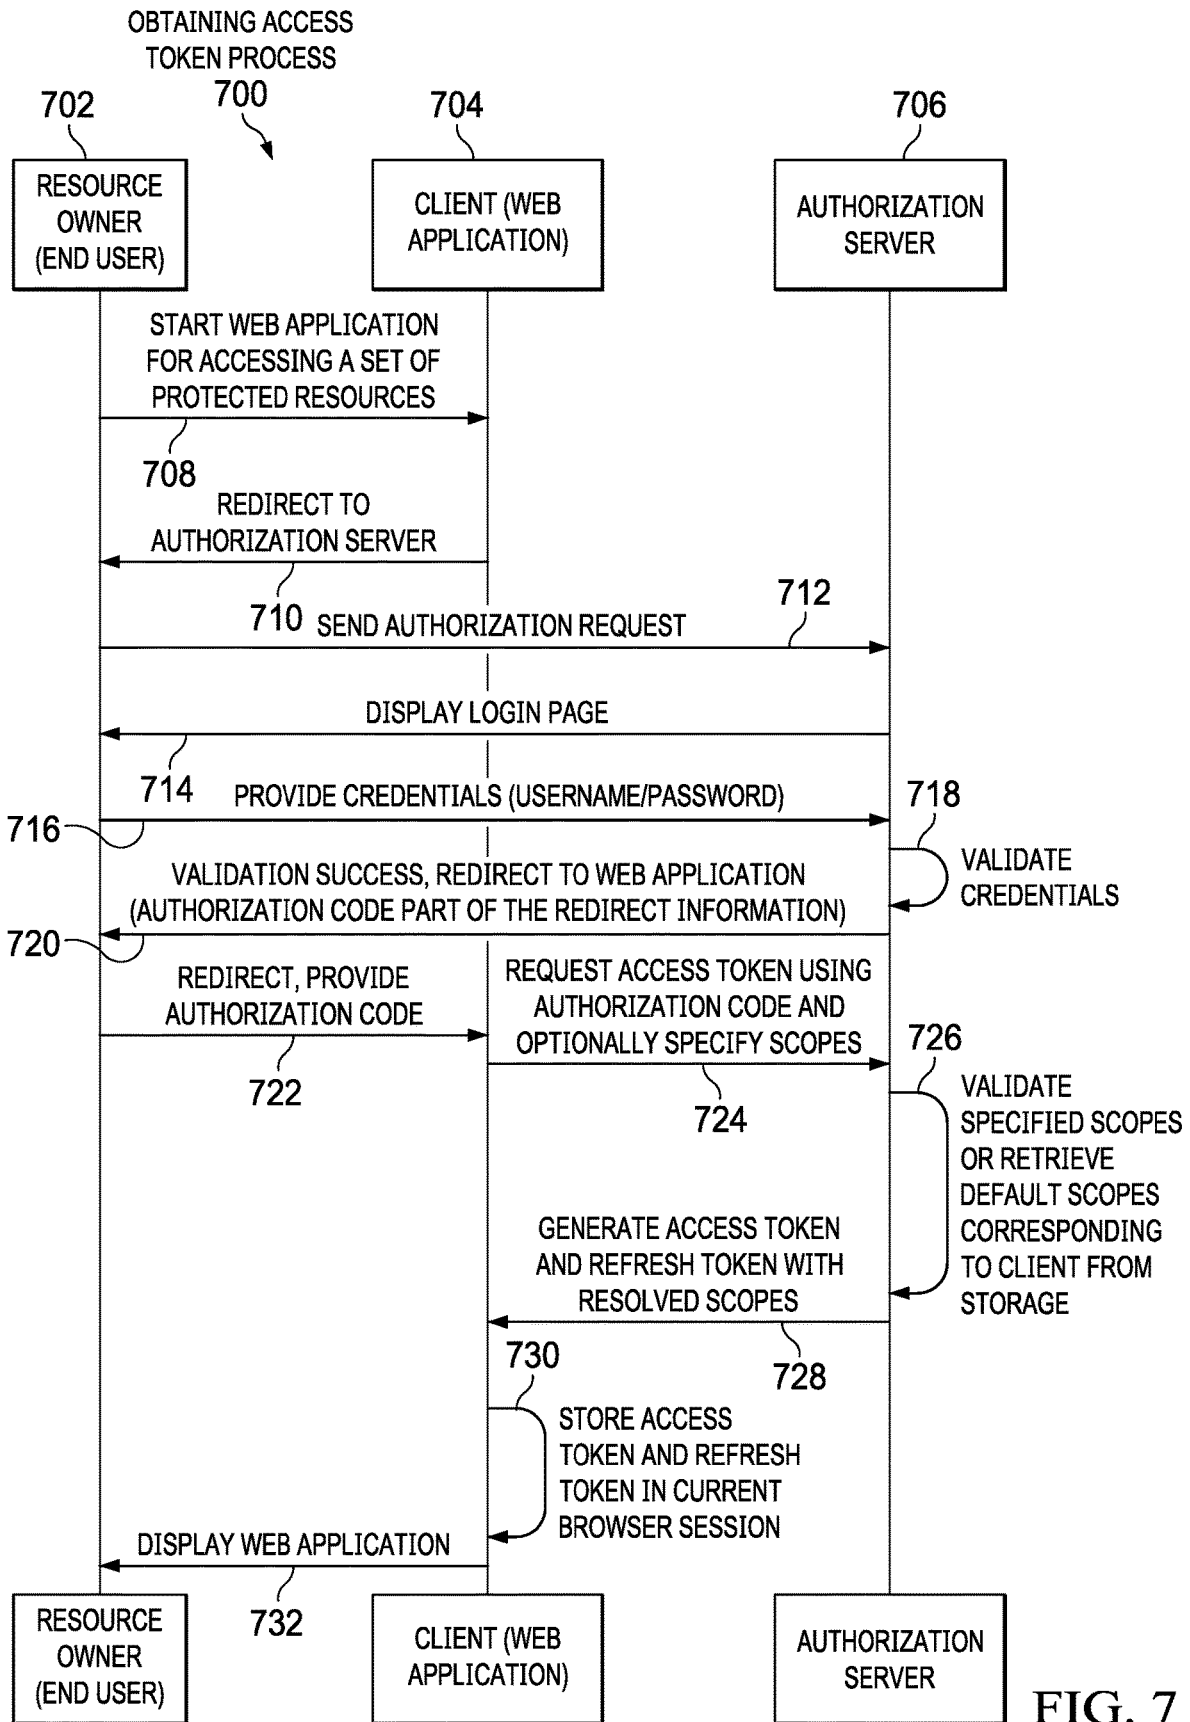 OBTAINING ACCESS
TOKEN PROCESS
700
702
704
706
RESOURCE
OWNER
(END USER)
CLIENT (WEB
APPLICATION)
AUTHORIZATION
SERVER
START WEB APPLICATION
FOR ACCESSING A SET OF
PROTECTED RESOURCES
708
REDIRECT TO
AUTHORIZATION SERVER
710
712
SEND AUTHORIZATION REQUEST
DISPLAY LOGIN PAGE
714
PROVIDE CREDENTIALS (USERNAME/PASSWORD)
716
718
VALIDATE
CREDENTIALS
VALIDATION SUCCESS, REDIRECT TO WEB APPLICATION
(AUTHORIZATION CODE PART OF THE REDIRECT INFORMATION)
720
REDIRECT, PROVIDE
AUTHORIZATION CODE
722
REQUEST ACCESS TOKEN USING
AUTHORIZATION CODE AND
OPTIONALLY SPECIFY SCOPES
724
726
VALIDATE
SPECIFIED SCOPES
OR RETRIEVE
DEFAULT SCOPES
CORRESPONDING
TO CLIENT FROM
STORAGE
GENERATE ACCESS TOKEN
AND REFRESH TOKEN WITH
RESOLVED SCOPES
728
730
STORE ACCESS
TOKEN AND REFRESH
TOKEN IN CURRENT
BROWSER SESSION
DISPLAY WEB APPLICATION
732
RESOURCE
OWNER
(END USER)
CLIENT (WEB
APPLICATION)
AUTHORIZATION
SERVER
FIG. 7